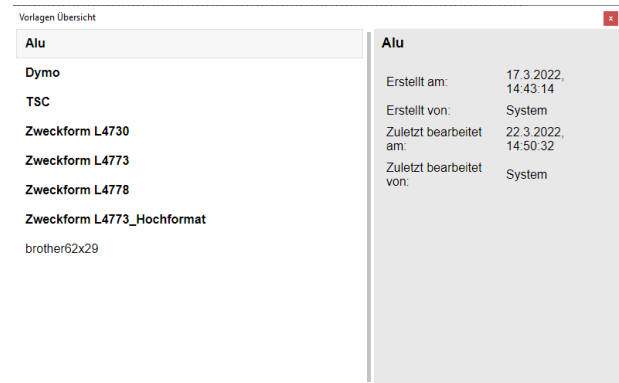 Vorlagen Übersicht
x
Alu
Dymo
TSC
Zweckform L4730
Zweckform L4773
Zweckform L4778
Zweckform L4773_Hochformat
brother62x29
Alu
Erstellt am: 17.3.2022,
14:43:14
Erstellt von: System
Zuletzt bearbeitet 22.3.2022,
am: 14:50:32
Zuletzt bearbeitet
von: System